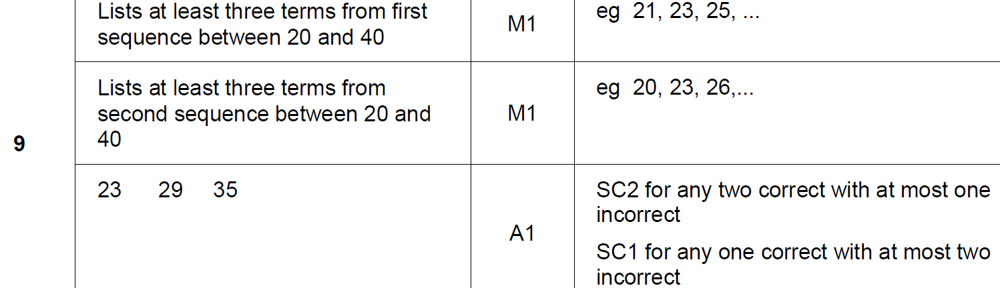 Lists at least three terms from first
sequence between 20 and 40
M1
eg 21, 23, 25, ...
Lists at least three terms from
second sequence between 20 and
40
M1
eg 20, 23, 26,...
9
23 29 35
A1
SC2 for any two correct with at most one
incorrect
SC1 for any one correct with at most two
incorrect